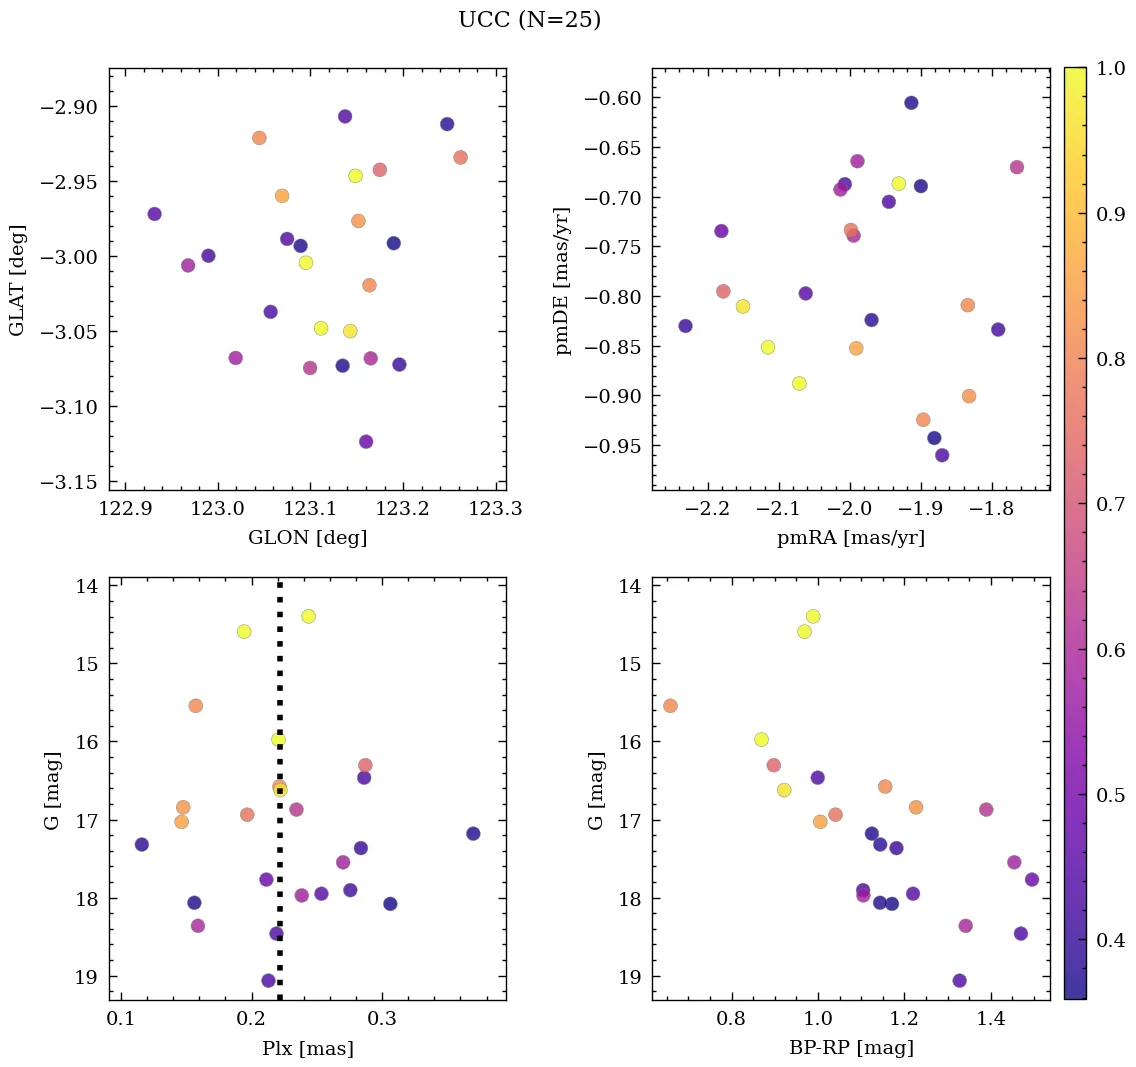 UCC (N=25)
−2.90
−2.95
−3.00
−3.05
−3.10
−3.15
GLAT [deg]
122.9 123.0 123.1 123.2 123.3
GLON [deg]
−0.60
−0.65
−0.70
−0.75
−0.80
−0.85
−0.90
−0.95
pmDE [mas/yr]
−2.2 −2.1 −2.0 −1.9 −1.8
pmRA [mas/yr]
1.0
0.9
0.8
0.7
0.6
0.5
0.4
14
15
16
17
18
19
G [mag]
0.1 0.2 0.3
Plx [mas]
14
15
16
17
18
19
G [mag]
0.8 1.0 1.2 1.4
BP-RP [mag]